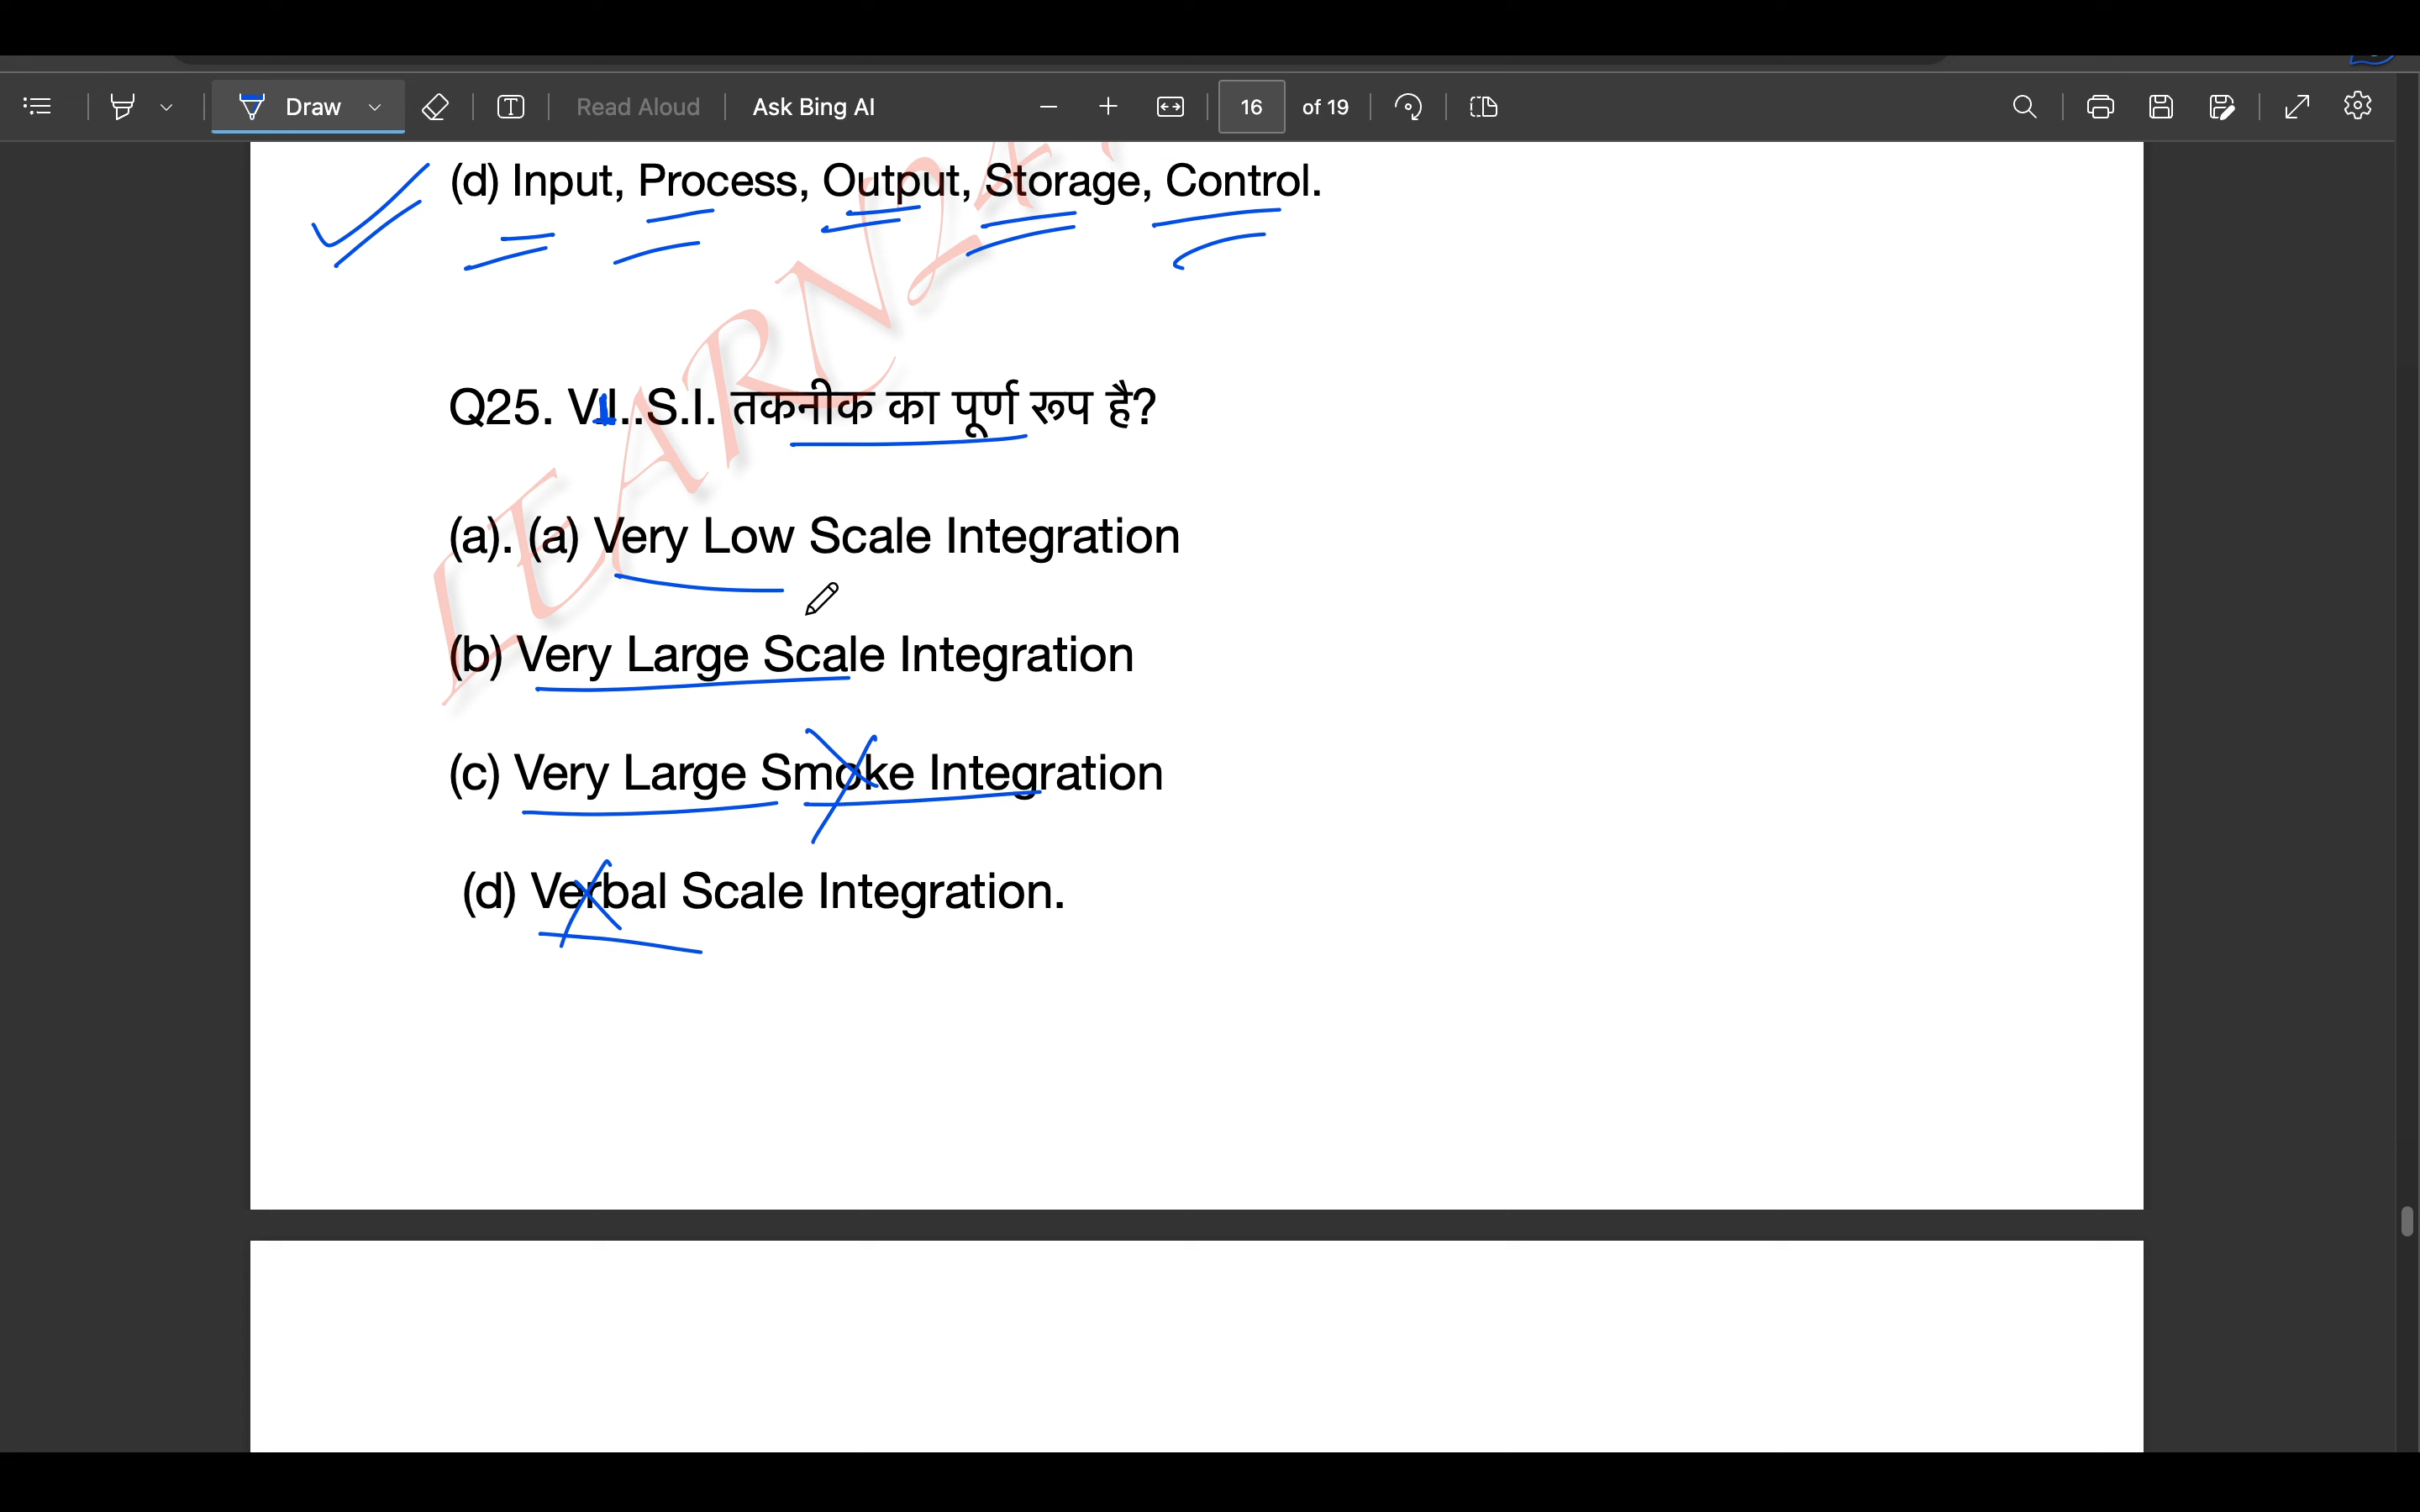 Draw
Read Aloud
Ask Bing AI
16 of 19
(d) Input, Process, Output, Storage, Control.
Q25. V.I..S.I. तकनीक का पूर्ण रूप है?
(a). (a) Very Low Scale Integration
(b) Very Large Scale Integration
(c) Very Large Smoke Integration
(d) Verbal Scale Integration.
LEARN24